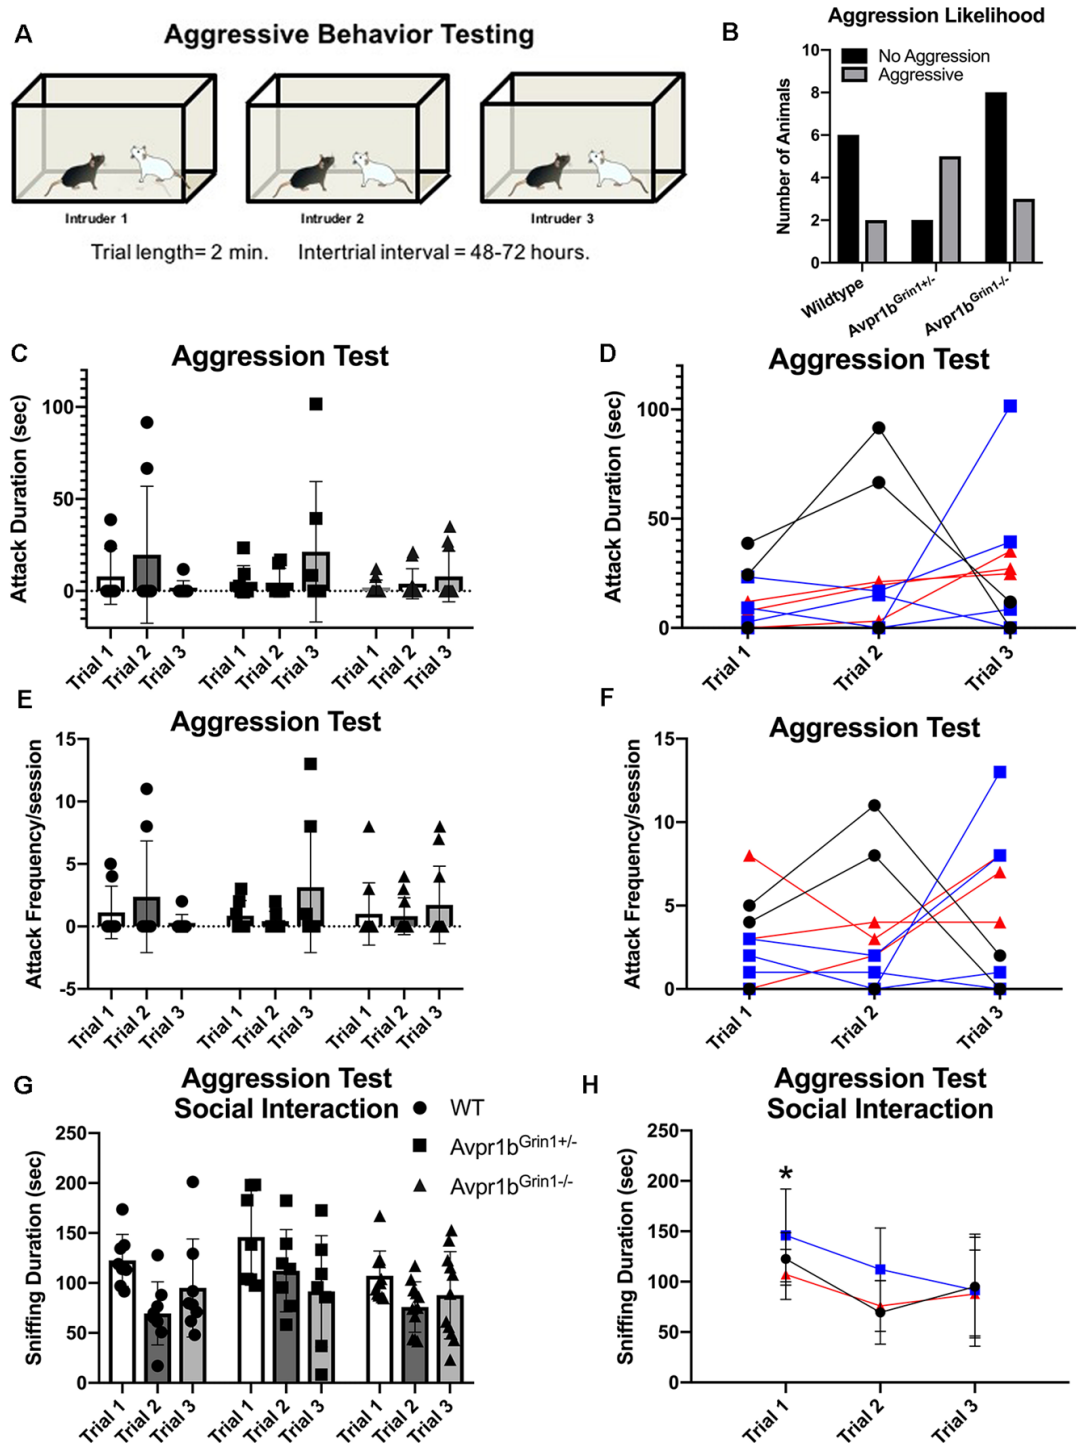 A
Aggressive Behavior Testing
Intruder 1
Intruder 2
Intruder 3
Trial length= 2 min.
Intertrial interval = 48-72 hours.
B
Aggression Likelihood
No Aggression
Aggressive
Number of Animals
10
8
6
4
2
0
Wildtype
Avpr1bGrin1+/-
Avpr1bGrin1-/-
C
Aggression Test
Attack Duration (sec)
100
50
0
Trial 1
Trial 2
Trial 3
Trial 1
Trial 2
Trial 3
Trial 1
Trial 2
Trial 3
D
Aggression Test
Attack Duration (sec)
100
50
0
Trial 1
Trial 2
Trial 3
E
Aggression Test
Attack Frequency/session
15
10
5
0
-5
Trial 1
Trial 2
Trial 3
Trial 1
Trial 2
Trial 3
Trial 1
Trial 2
Trial 3
F
Aggression Test
Attack Frequency/session
15
10
5
0
Trial 1
Trial 2
Trial 3
G
Aggression Test
Social Interaction
WT
Avpr1bGrin1+/-
Avpr1bGrin1-/-
Sniffing Duration (sec)
250
200
150
100
50
0
Trial 1
Trial 2
Trial 3
Trial 1
Trial 2
Trial 3
Trial 1
Trial 2
Trial 3
H
Aggression Test
Social Interaction
Sniffing Duration (sec)
250
200
150
100
50
0
*
Trial 1
Trial 2
Trial 3